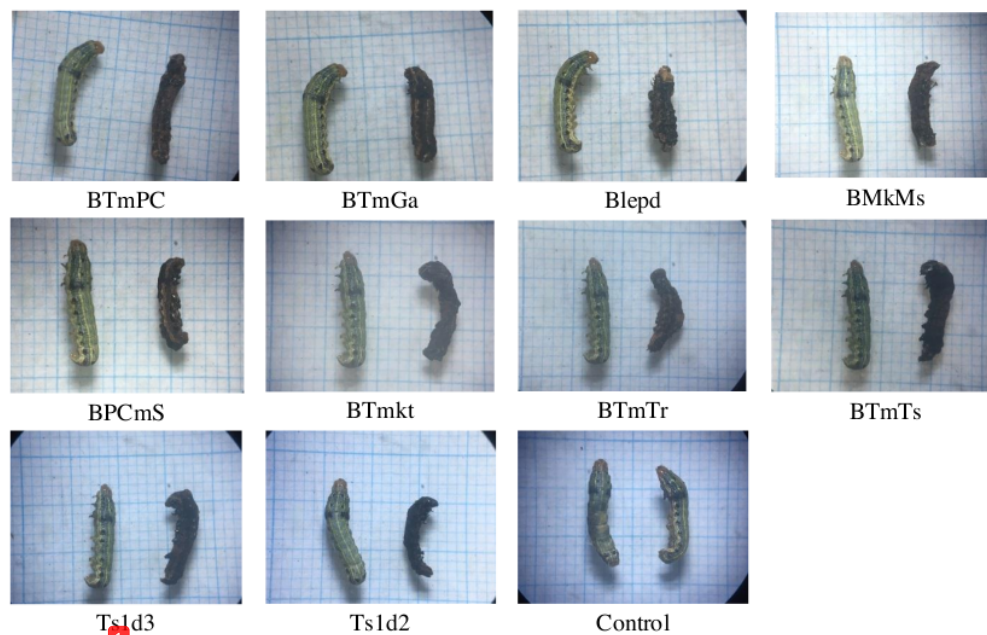 BTmPC
BTmGa
Blepd
BMkMs
BPCmS
BTmkt
BTmTr
BTmTs
Ts1d3
Ts1d2
Control